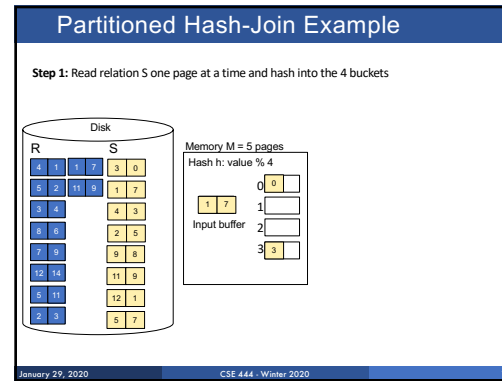 Partitioned Hash-Join Example
Step 1: Read relation S one page at a time and hash into the 4 buckets
Disk
R S
4 1 1 7 3 0
5 2 11 9 1 7
3 4 4 3
8 6 2 5
7 9 9 8
12 14 11 9
5 11 12 1
2 3 5 7
Memory M = 5 pages
Hash h: value % 4
0 0
1 7 1
Input buffer 2
3 3
January 29, 2020 CSE 444 - Winter 2020